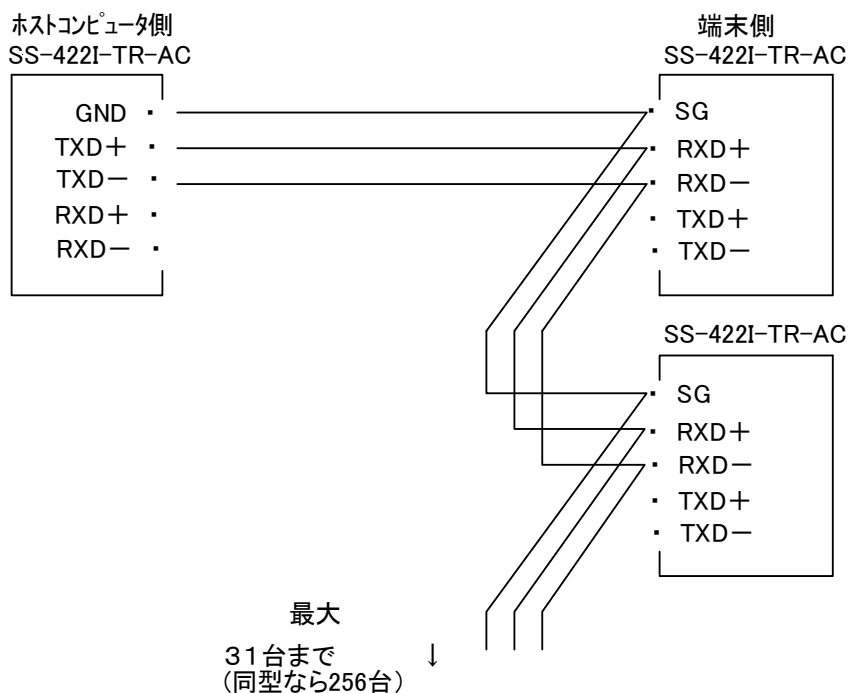 ホストコンピュータ側
SS-422I-TR-AC
GND
TXD＋
TXD－
RXD＋
RXD－
端末側
SS-422I-TR-AC
SG
RXD＋
RXD－
TXD＋
TXD－
SS-422I-TR-AC
SG
RXD＋
RXD－
TXD＋
TXD－
最大
３１台まで ↓
（同型なら256台）